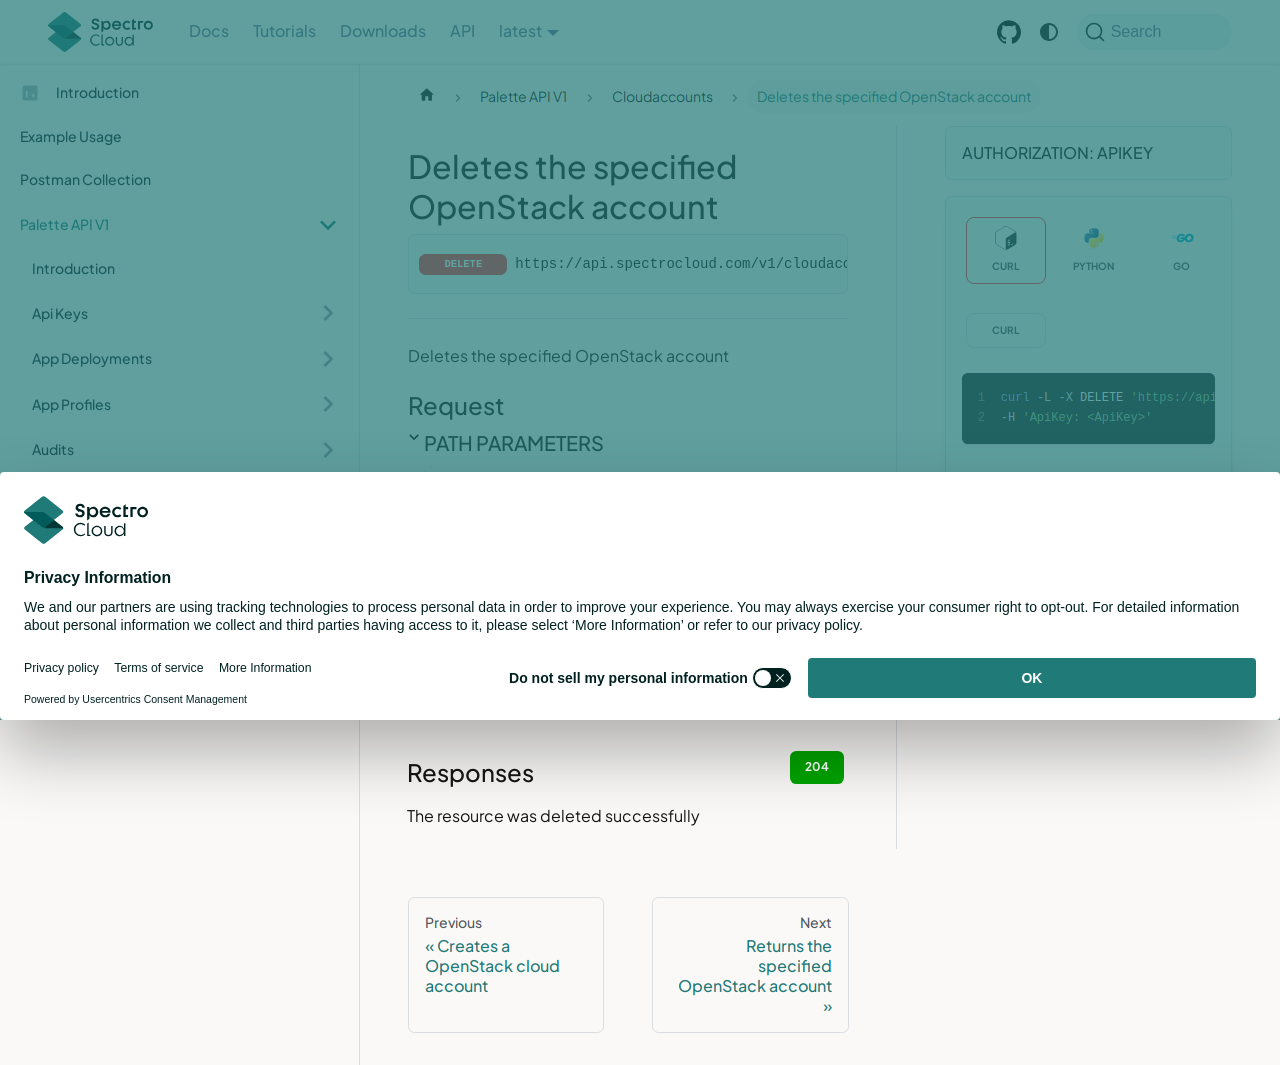 Spectro Cloud
Docs
Tutorials
Downloads
API
latest
Search
Introduction
Example Usage
Postman Collection
Palette API V1
Introduction
Api Keys
App Deployments
App Profiles
Audits
Palette API V1
Cloudaccounts
Deletes the specified OpenStack account
Deletes the specified
OpenStack account
DELETE https://api.spectrocloud.com/v1/cloudacc
Deletes the specified OpenStack account
Request
PATH PARAMETERS
AUTHORIZATION: APIKEY
CURL
PYTHON
GO
CURL
1 curl -L -X DELETE 'https://api
2 -H 'ApiKey: <ApiKey>'
Spectro
Cloud
Privacy Information
We and our partners are using tracking technologies to process personal data in order to improve your experience. You may always exercise your consumer right to opt-out. For detailed information
about personal information we collect and third parties having access to it, please select ‘More Information’ or refer to our privacy policy.
Privacy policy
Terms of service
More Information
Do not sell my personal information
OK
Powered by Usercentrics Consent Management
Responses
204
The resource was deleted successfully
Previous
« Creates a
OpenStack cloud
account
Next
Returns the
specified
OpenStack account
»